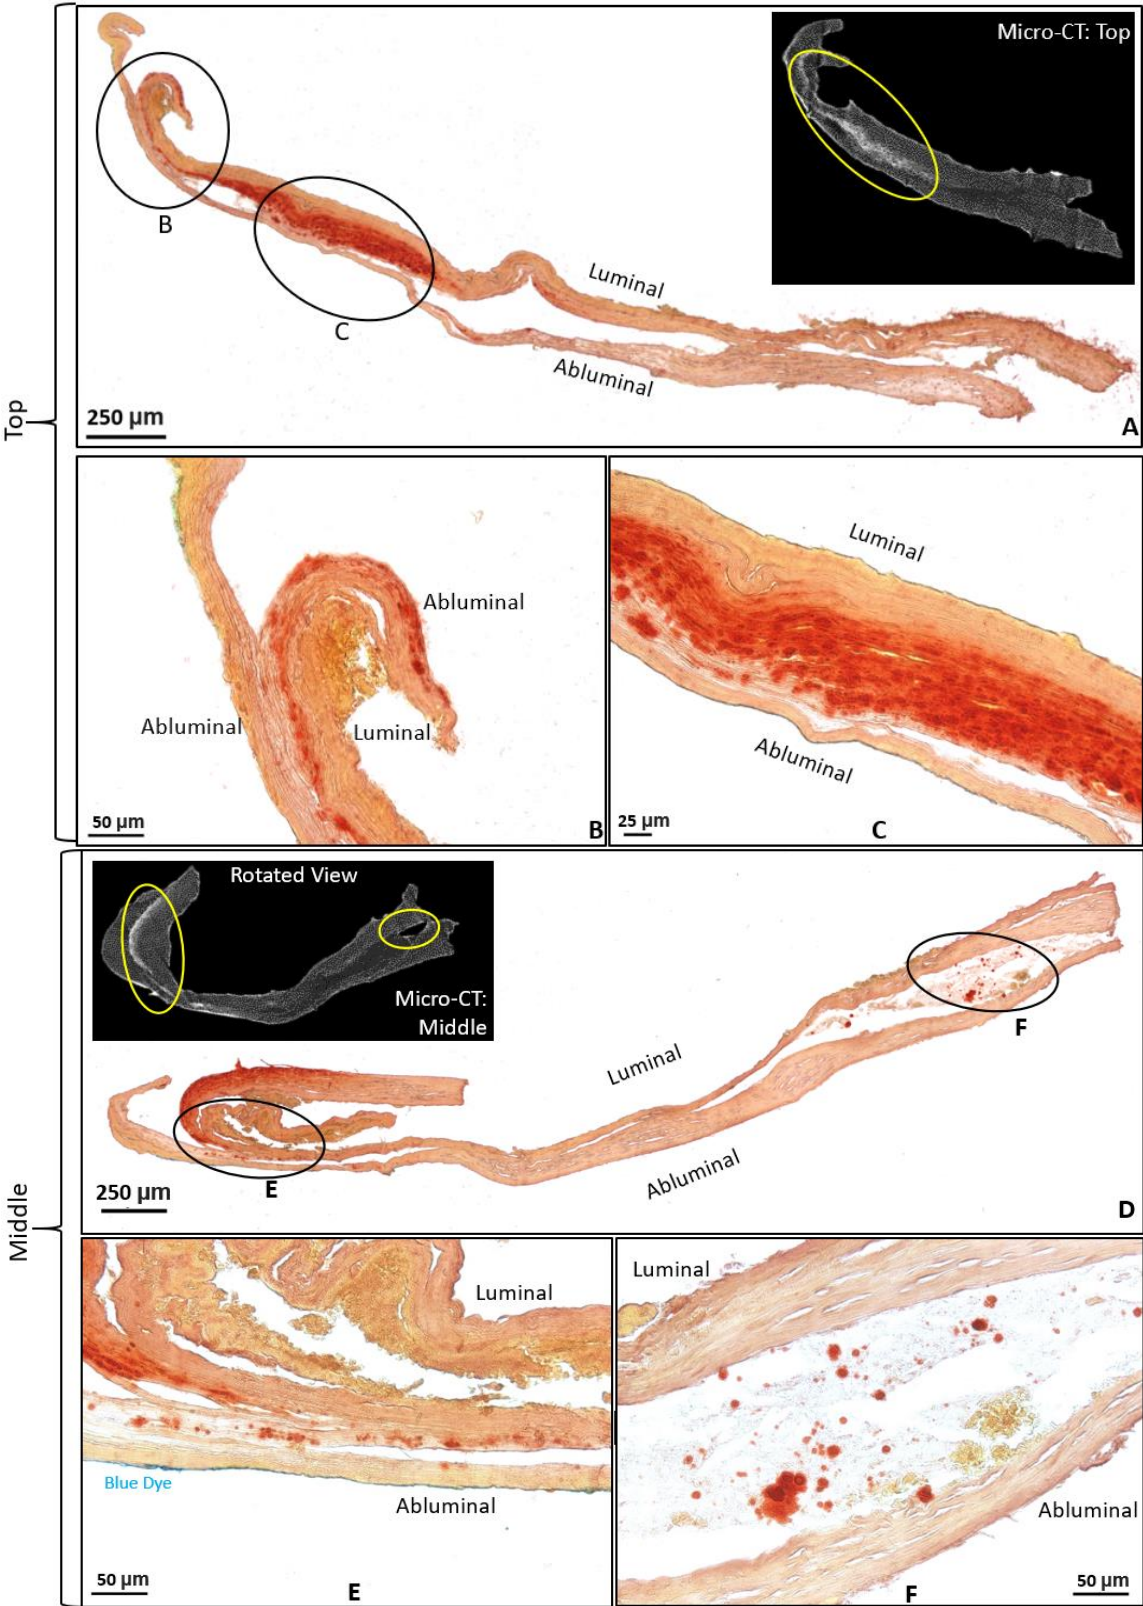 Top
Micro-CT: Top
B
C
Luminal
Abluminal
250 µm
A
Abluminal
Abluminal
Luminal
50 µm
B
Luminal
Abluminal
25 µm
C
Middle
Rotated View
Micro-CT:
Middle
F
Luminal
Abluminal
E
250 µm
D
Luminal
Blue Dye
Abluminal
50 µm
E
Luminal
Abluminal
50 µm
F